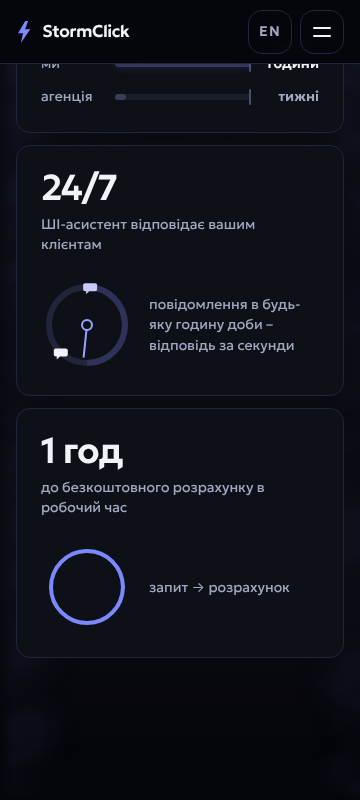 StormClick
EN
ми
години
агенція
тижні
24/7
ШІ-асистент відповідає вашим
клієнтам
повідомлення в будь-
яку годину доби –
відповідь за секунди
1 год
до безкоштовного розрахунку в
робочий час
запит → розрахунок